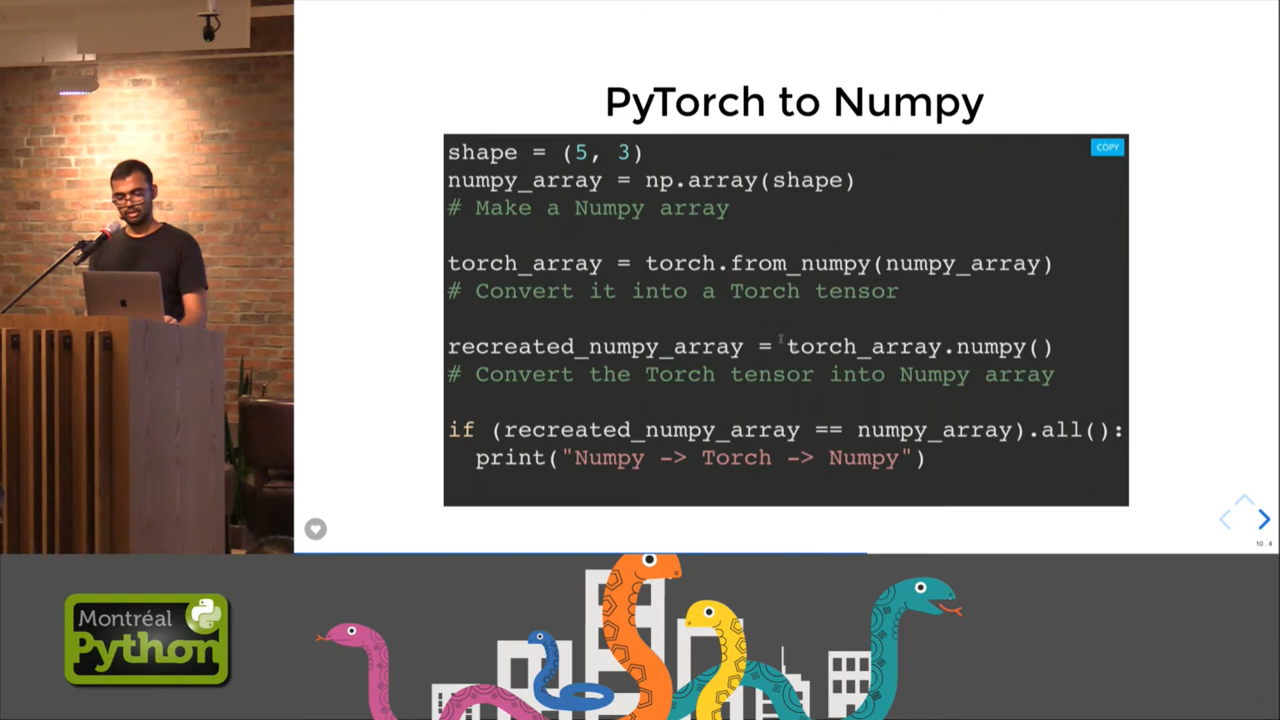 PyTorch to Numpy
COPY
shape = (5, 3)
numpy_array = np.array(shape)
# Make a Numpy array
torch_array = torch.from_numpy(numpy_array)
# Convert it into a Torch tensor
recreated_numpy_array = torch_array.numpy()
# Convert the Torch tensor into Numpy array
if (recreated_numpy_array == numpy_array).all():
print("Numpy -> Torch -> Numpy")
10.4
Montréal
Python